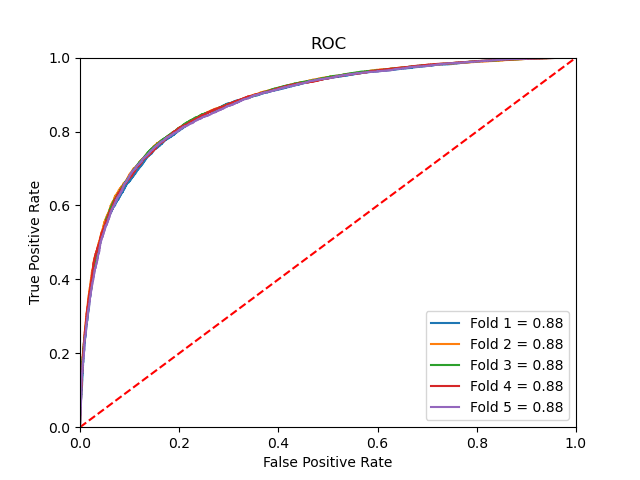 ROC
True Positive Rate
1.0
0.8
0.6
0.4
0.2
0.0
Fold 1 = 0.88
Fold 2 = 0.88
Fold 3 = 0.88
Fold 4 = 0.88
Fold 5 = 0.88
0.0 0.2 0.4 0.6 0.8 1.0
False Positive Rate